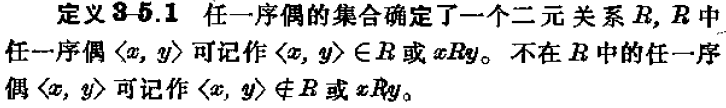 定义 3-5.1 任一序偶的集合确定了一个二元关系 R, R 中
任一序偶 <x, y> 可记作 <x, y> ∈ R 或 xRy。不在 R 中的任一序
偶 <x, y> 可记作 <x, y> ∉ R 或 xR̸y。